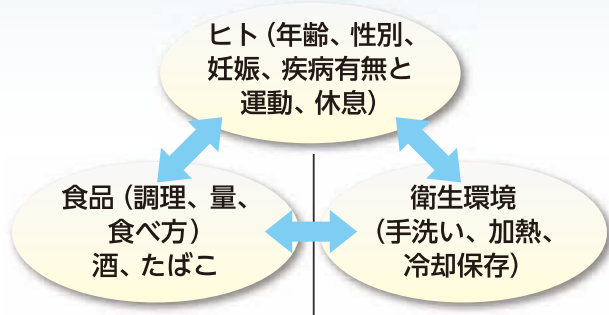 ヒト（年齢、性別、
妊娠、疾病有無と
運動、休息）
食品（調理、量、
食べ方）
酒、たばこ
衛生環境
（手洗い、加熱、
冷却保存）